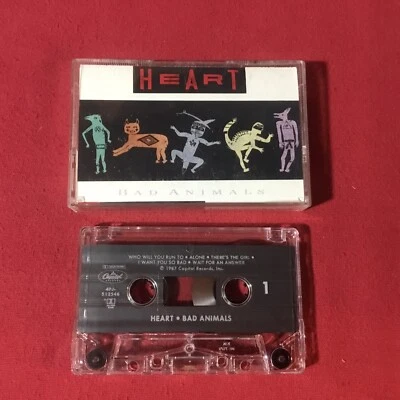 HEART
BAD ANIMALS
WHO WILL YOU RUN TO • ALONE • THERE'S THE GIRL •
I WANT YOU SO BAD • WAIT FOR AN ANSWER
℗ 1987 Capitol Records, Inc.
Capitol
1
HEART • BAD ANIMALS